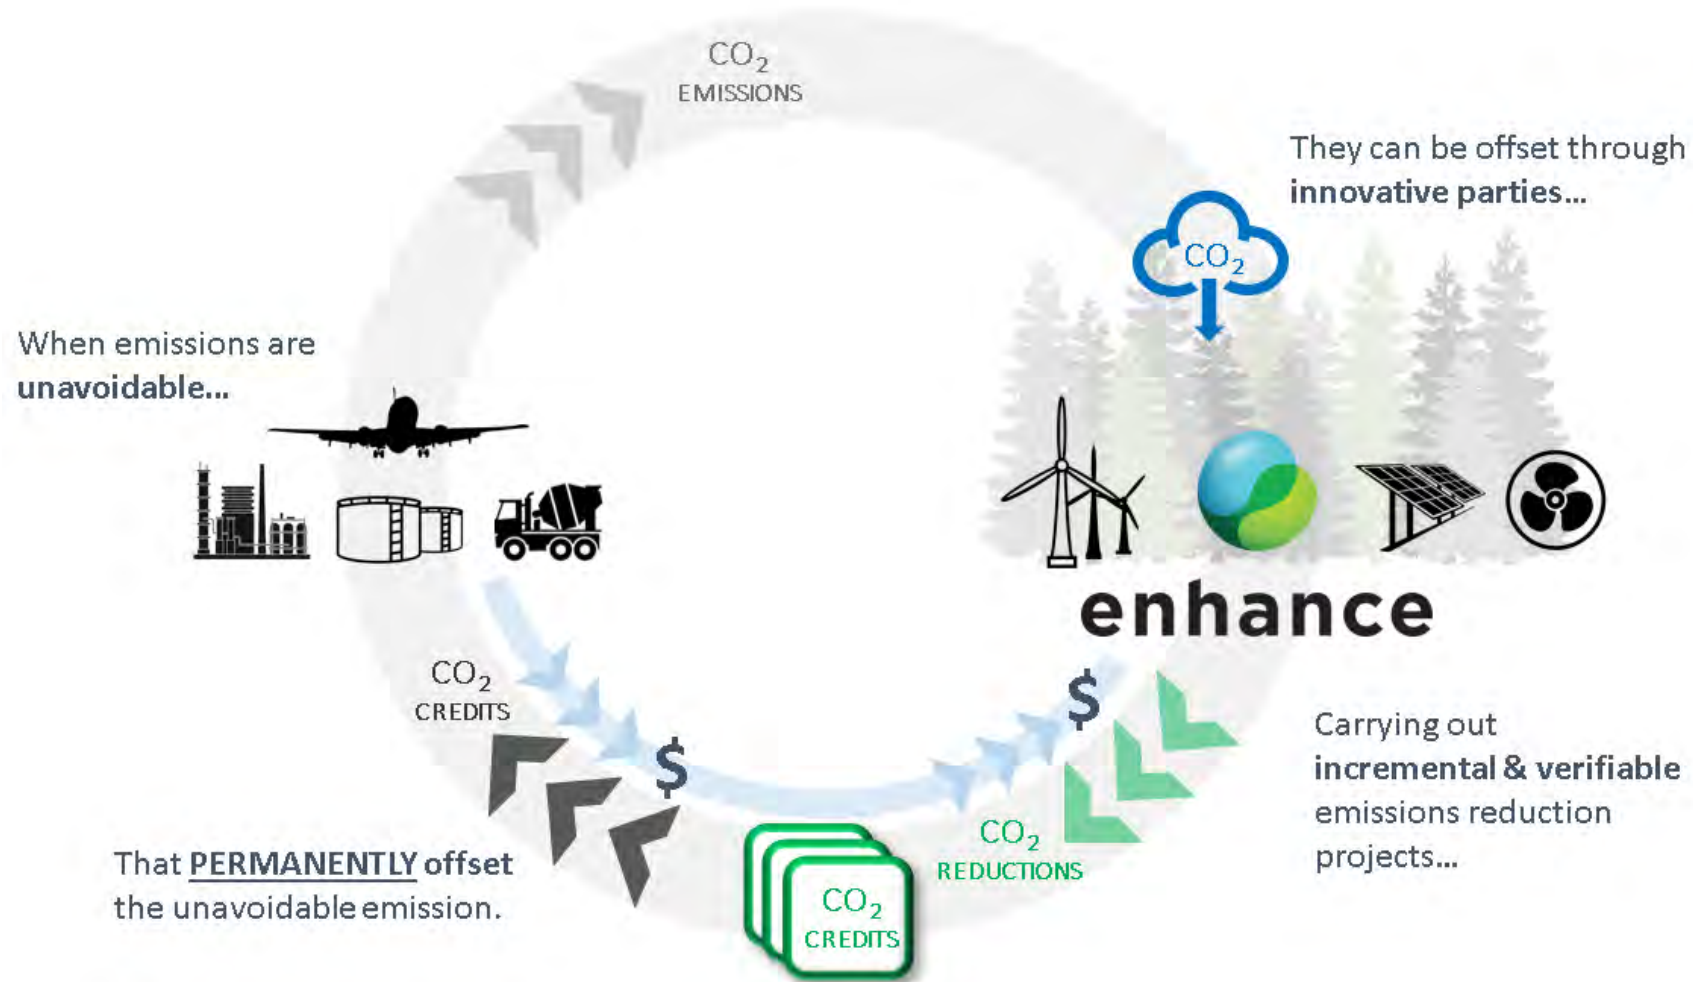 CO₂
EMISSIONS
They can be offset through
innovative parties...
CO₂
When emissions are
unavoidable...
enhance
CO₂
CREDITS
$
$
Carrying out
incremental & verifiable
emissions reduction
projects...
CO₂
REDUCTIONS
That PERMANENTLY offset
the unavoidable emission.
CO₂
CREDITS